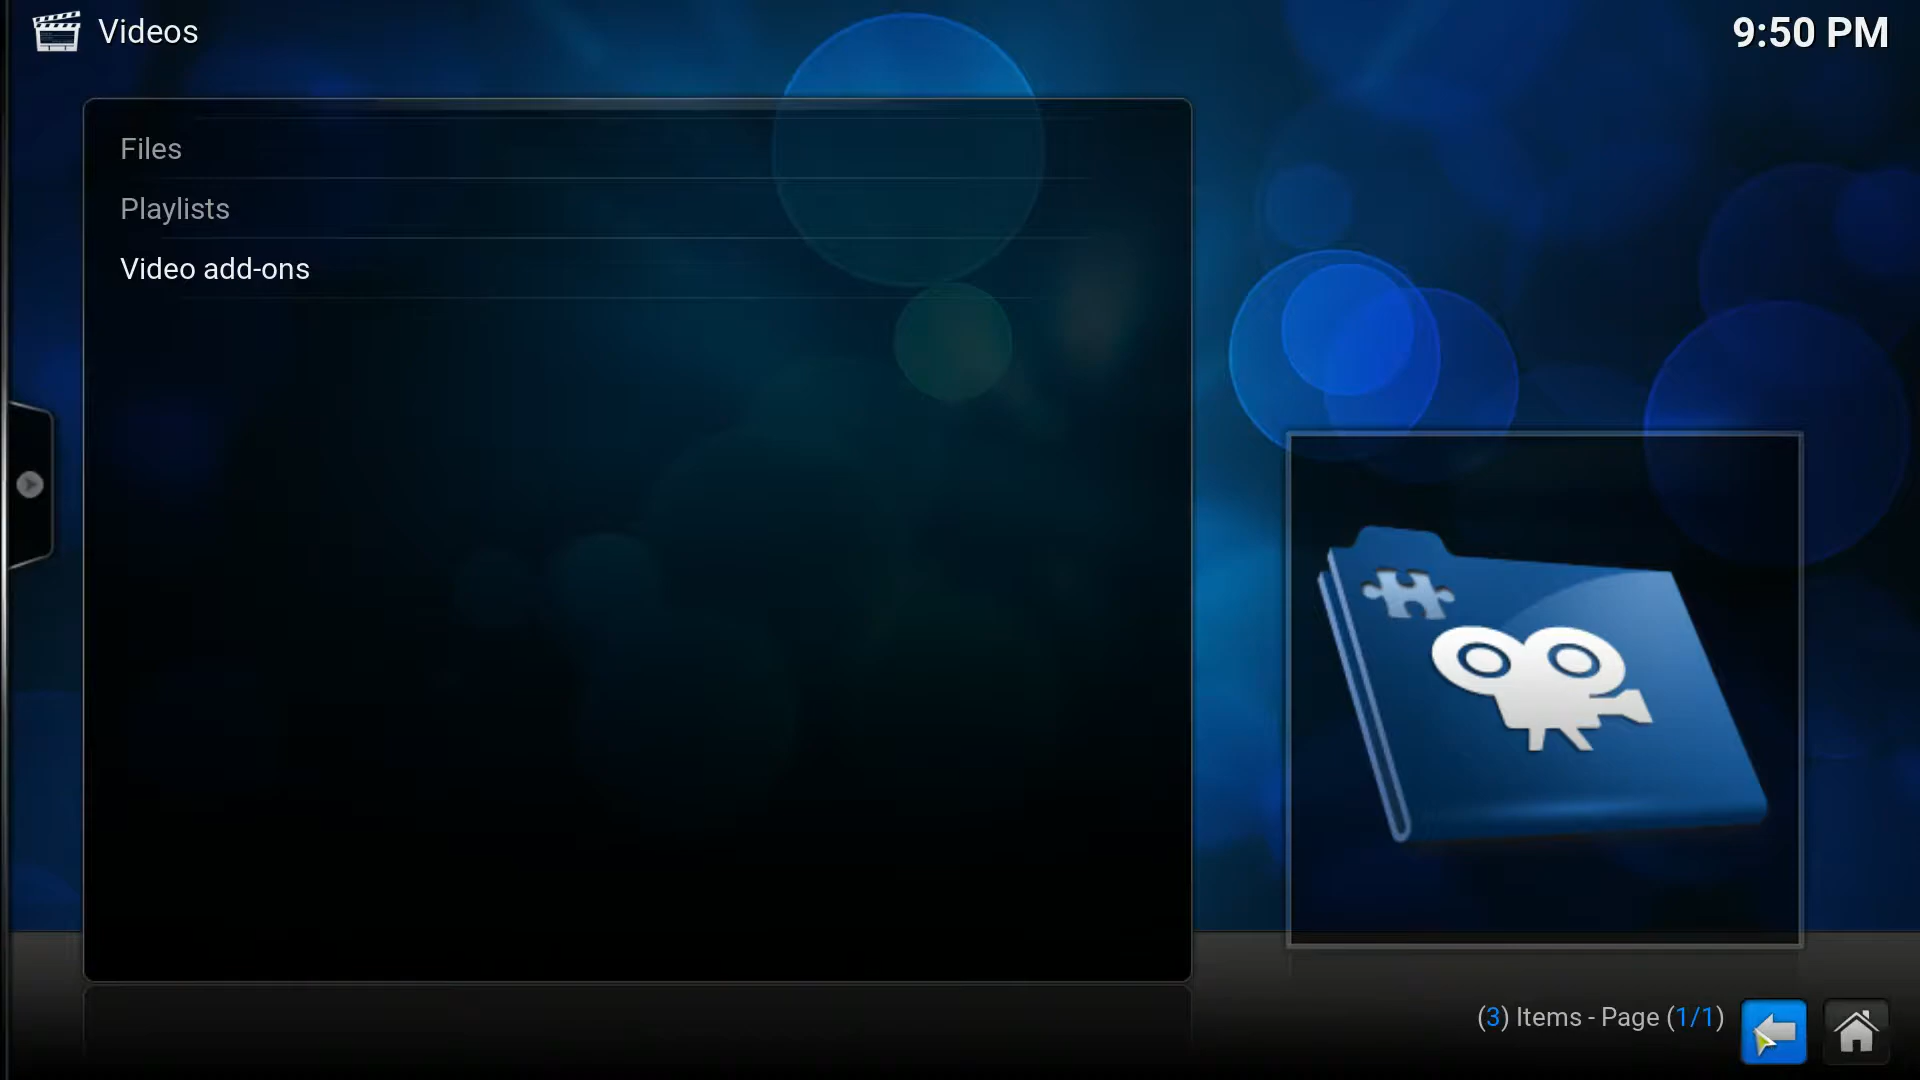 Videos
9:50 PM
Files
Playlists
Video add-ons
(3) Items - Page (1/1)